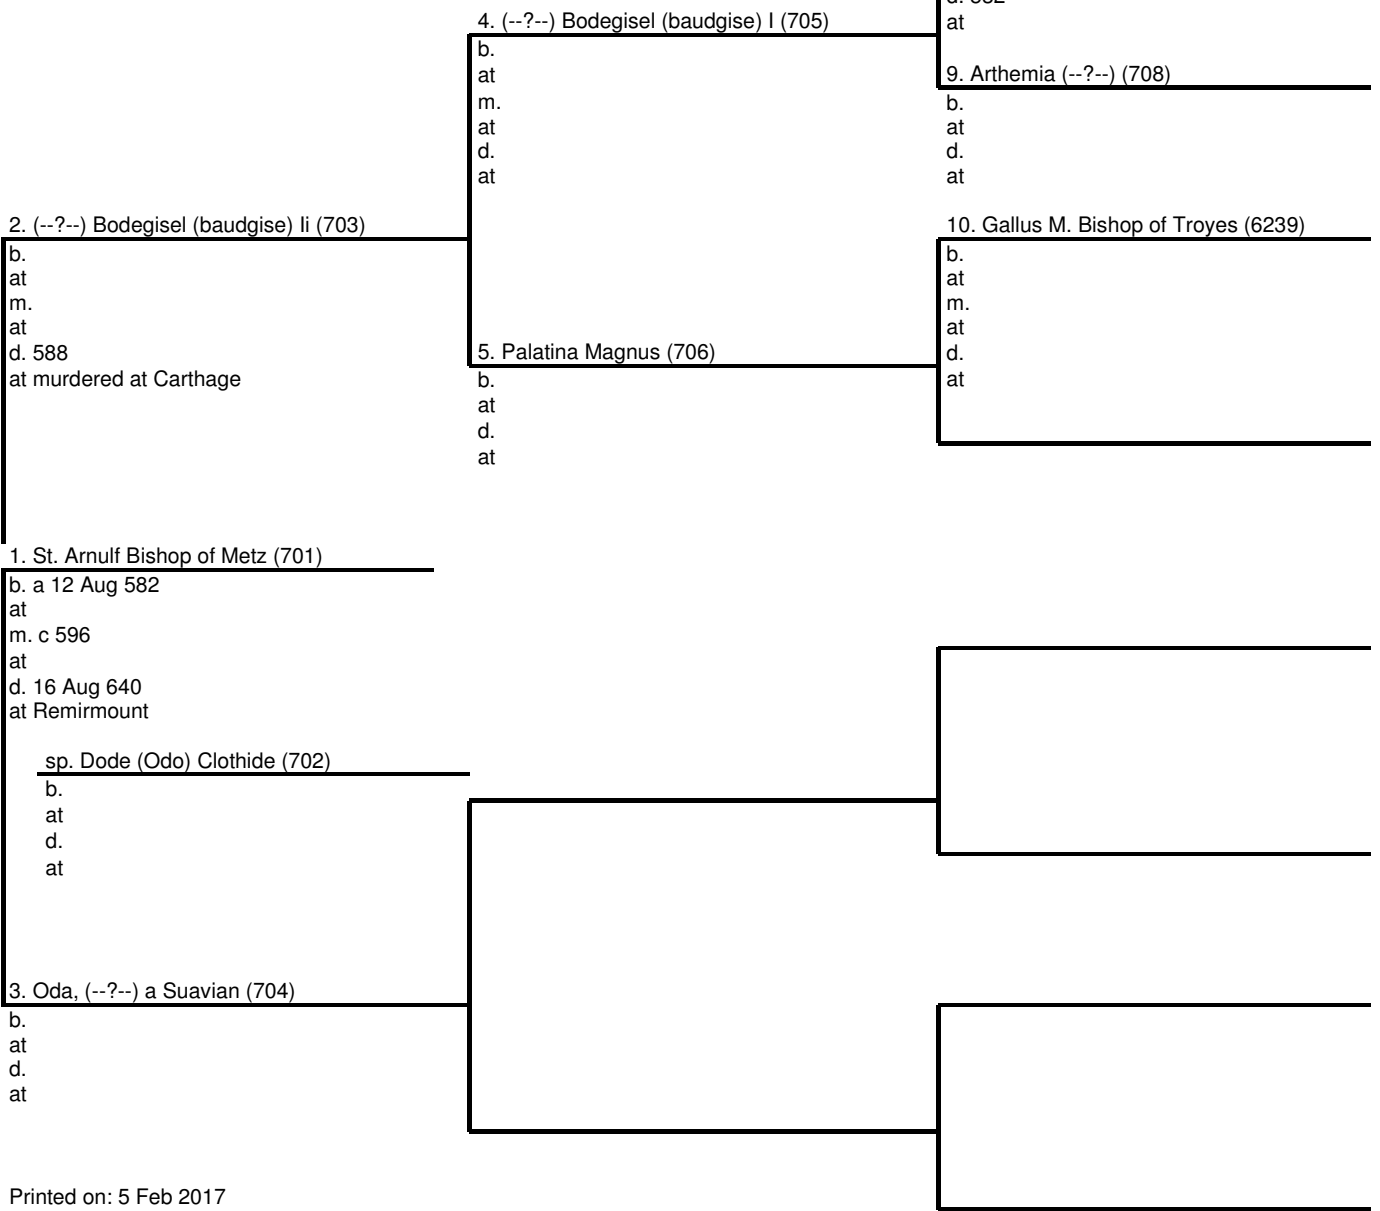 4. (--?--) Bodegisel (baudgise) I (705)
b.
at
m.
at
d.
at
at
9. Arthemia (--?--) (708)
b.
at
d.
at
2. (--?--) Bodegisel (baudgise) Ii (703)
b.
at
m.
at
d. 588
at murdered at Carthage
10. Gallus M. Bishop of Troyes (6239)
b.
at
m.
at
d.
at
5. Palatina Magnus (706)
b.
at
d.
at
1. St. Arnulf Bishop of Metz (701)
b. a 12 Aug 582
at
m. c 596
at
d. 16 Aug 640
at Remirmount
sp. Dode (Odo) Clothide (702)
b.
at
d.
at
3. Oda, (--?--) a Suavian (704)
b.
at
d.
at
Printed on: 5 Feb 2017